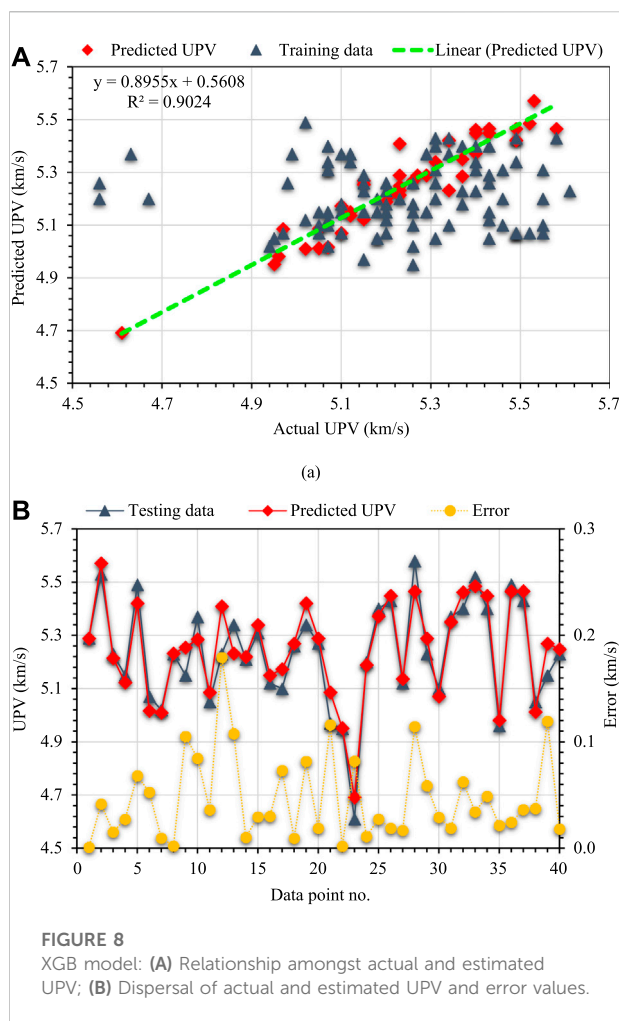 A
Predicted UPV
Training data
Linear (Predicted UPV)
y = 0.8955x + 0.5608
R² = 0.9024
5.7
5.5
5.3
5.1
4.9
4.7
4.5
Predicted UPV (km/s)
4.5 4.7 4.9 5.1 5.3 5.5 5.7
Actual UPV (km/s)
(a)
B
Testing data
Predicted UPV
Error
5.7
5.5
5.3
5.1
4.9
4.7
4.5
UPV (km/s)
0.3
0.2
0.1
0.0
Error (km/s)
0 5 10 15 20 25 30 35 40
Data point no.
FIGURE 8
XGB model: (A) Relationship amongst actual and estimated
UPV; (B) Dispersal of actual and estimated UPV and error values.